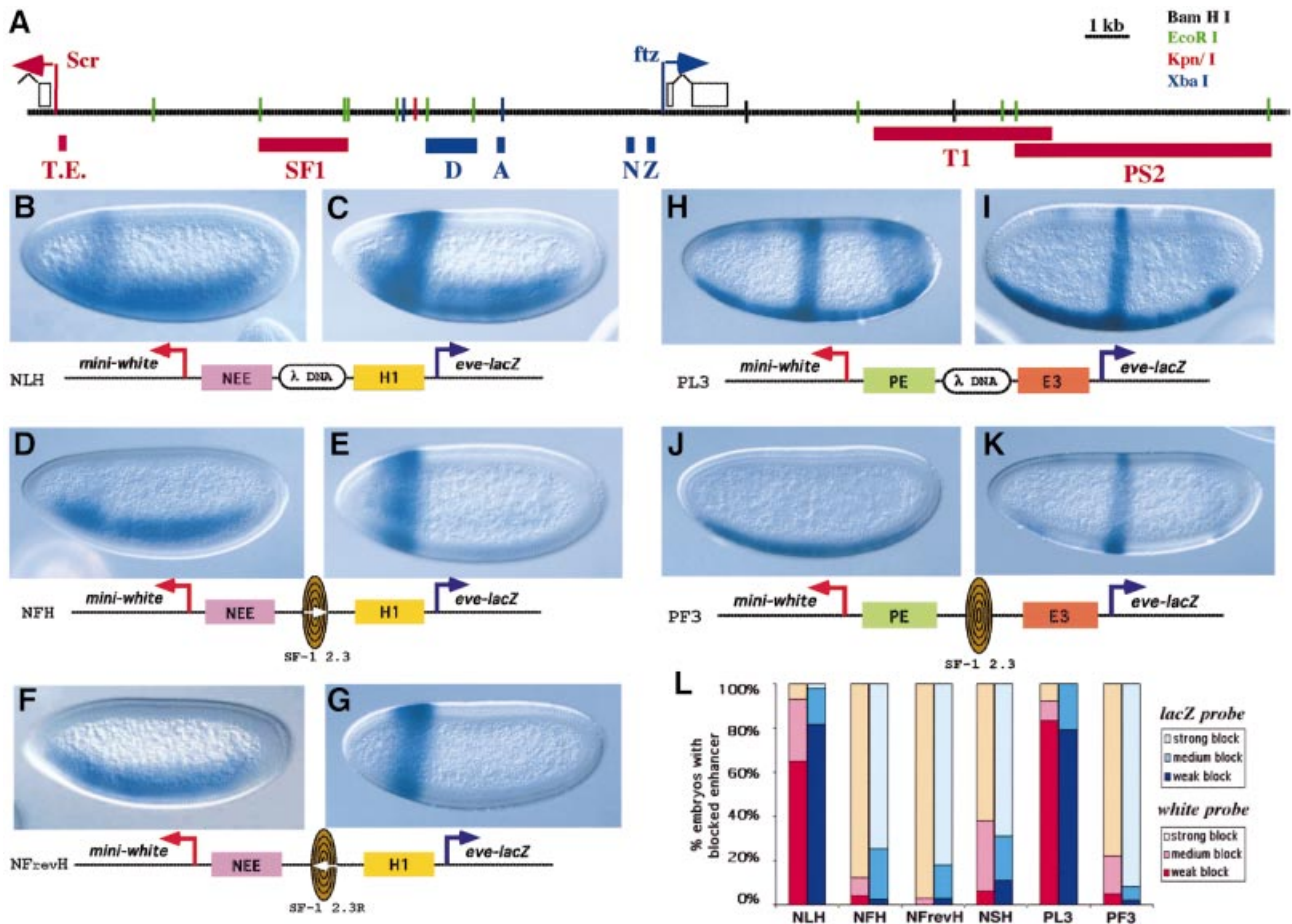 A
Scr
ftz
1 kb
Bam H I
EcoR I
Kpn/ I
Xba I
T.E.
SF1
D
A
N
Z
T1
PS2
B
C
H
I
mini-white
eve-lacZ
NLH
NEE
λ DNA
H1
mini-white
eve-lacZ
PL3
PE
λ DNA
E3
D
E
J
K
mini-white
eve-lacZ
NFH
NEE
H1
SF-1 2.3
mini-white
eve-lacZ
PF3
PE
E3
SF-1 2.3
F
G
mini-white
eve-lacZ
NFrevH
NEE
H1
SF-1 2.3R
L
% embryos with
blocked enhancer
100%
80%
60%
40%
20%
0%
NLH
NFH
NFrevH
NSH
PL3
PF3
lacZ probe
strong block
medium block
weak block
white probe
strong block
medium block
weak block